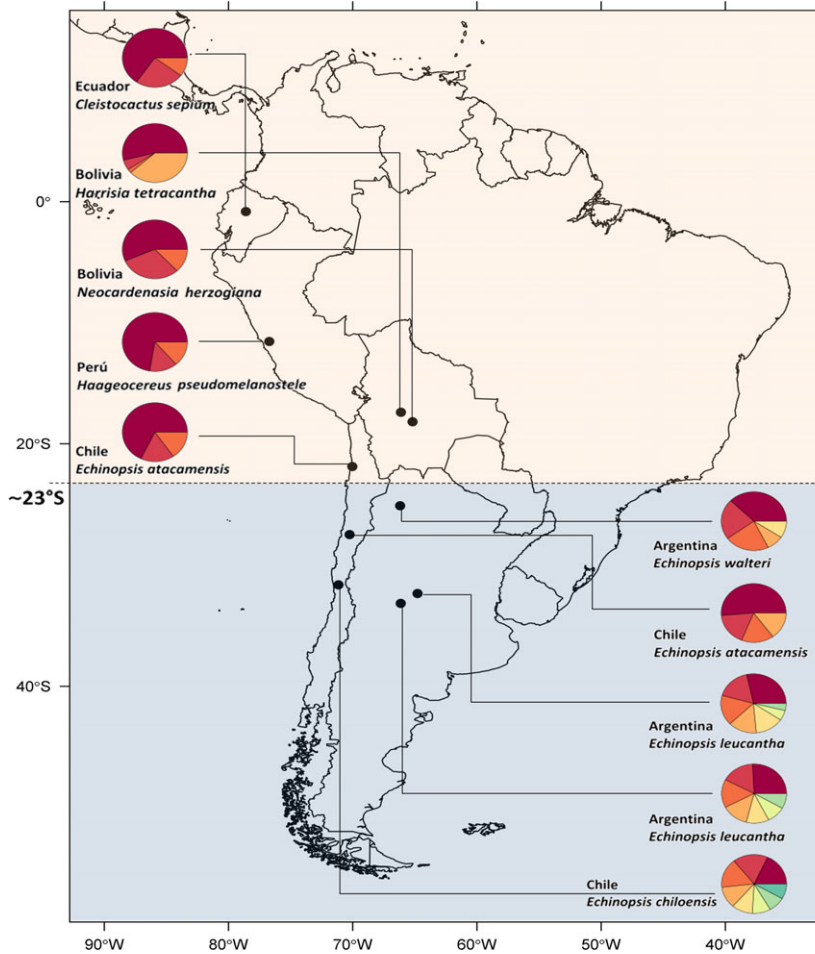 Ecuador
Cleistocactus sepium
Bolivia
Harrisia tetracantha
0°
Bolivia
Neocardenasia herzogiana
Perú
Haageocereus pseudomelanostele
20°S
Chile
Echinopsis atacamensis
~23°S
Argentina
Echinopsis walteri
Chile
Echinopsis atacamensis
40°S
Argentina
Echinopsis leucantha
Argentina
Echinopsis leucantha
Chile
Echinopsis chiloensis
90°W 80°W 70°W 60°W 50°W 40°W